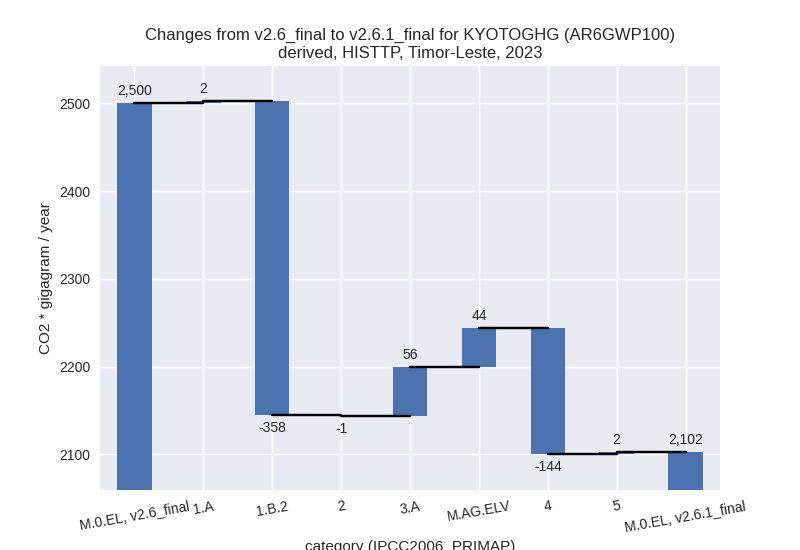 Changes from v2.6_final to v2.6.1_final for KYOTOGHG (AR6GWP100)
derived, HISTTP, Timor-Leste, 2023
CO2 * gigagram / year
2500
2400
2300
2200
2100
2,500
2
-358
-1
56
44
-144
2
2,102
M.0.EL, v2.6_final
1.A
1.B.2
2
3.A
M.AG.ELV
4
5
M.0.EL, v2.6.1_final
category (IPCC2006_PRIMAP)